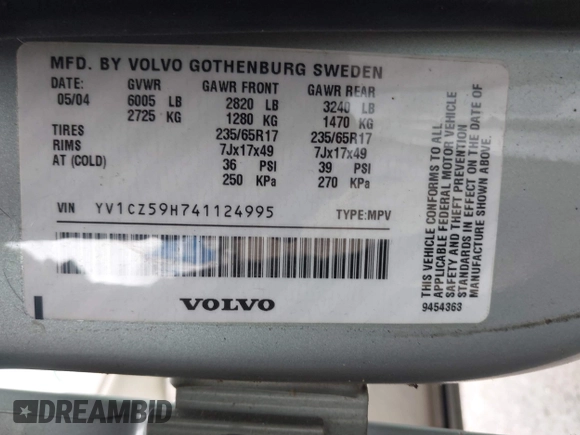 MFD. BY VOLVO GOTHENBURG SWEDEN
DATE: GVWR GAWR FRONT GAWR REAR
05/04 6005 LB 2820 LB 3240 LB
2725 KG 1280 KG 1470 KG
TIRES 235/65R17 235/65R17
RIMS 7Jx17x49 7Jx17x49
AT (COLD) 36 PSI 39 PSI
250 KPa 270 KPa
VIN YV1CZ59H741124995 TYPE:MPV
VOLVO
THIS VEHICLE CONFORMS TO ALL
APPLICABLE FEDERAL MOTOR VEHICLE
SAFETY AND THEFT PREVENTION
STANDARDS IN EFFECT ON THE DATE OF
MANUFACTURE SHOWN ABOVE.
9454363
DREAMBID